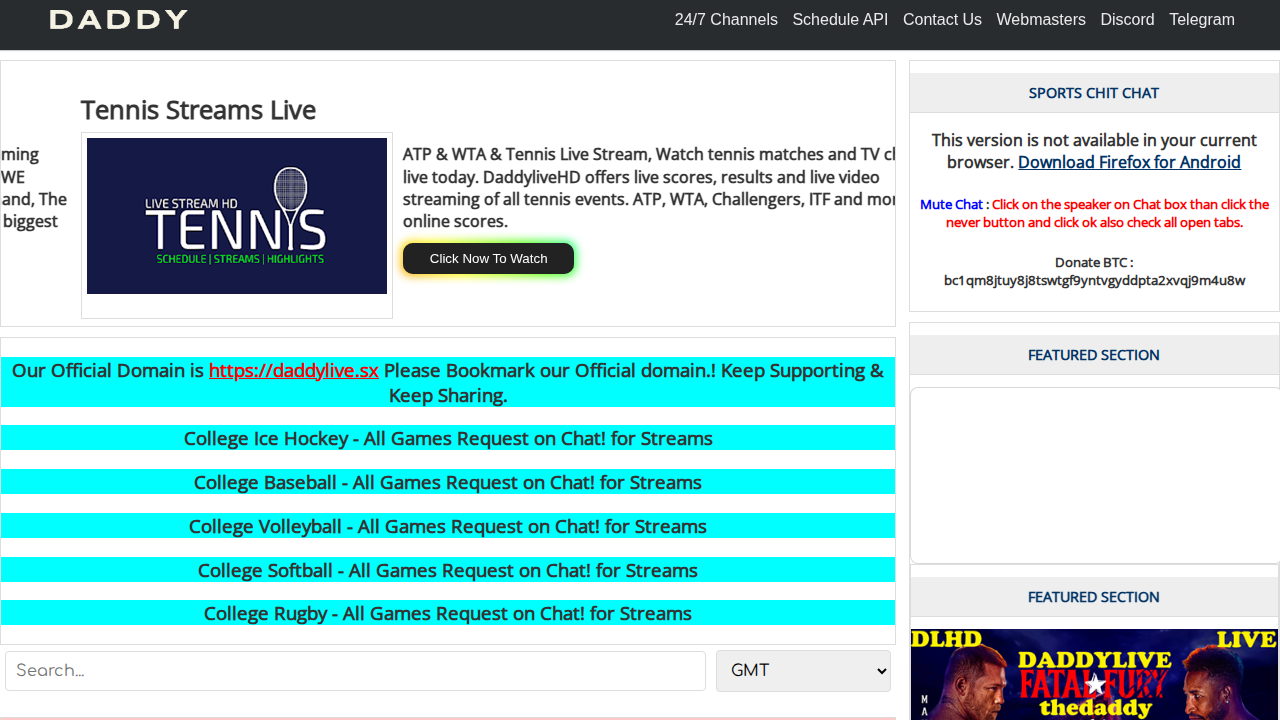 DADDY
24/7 Channels Schedule API Contact Us Webmasters Discord Telegram
ming
WE
and, The
biggest
Tennis Streams Live
LIVE STREAM HD
TENNIS
SCHEDULE | STREAMS | HIGHLIGHTS
ATP & WTA & Tennis Live Stream, Watch tennis matches and TV ch
live today. DaddyliveHD offers live scores, results and live video
streaming of all tennis events. ATP, WTA, Challengers, ITF and mor
online scores.
Click Now To Watch
Our Official Domain is https://daddylive.sx Please Bookmark our Official domain.! Keep Supporting &
Keep Sharing.
College Ice Hockey - All Games Request on Chat! for Streams
College Baseball - All Games Request on Chat! for Streams
College Volleyball - All Games Request on Chat! for Streams
College Softball - All Games Request on Chat! for Streams
College Rugby - All Games Request on Chat! for Streams
Search...
GMT
SPORTS CHIT CHAT
This version is not available in your current
browser. Download Firefox for Android
Mute Chat : Click on the speaker on Chat box than click the
never button and click ok also check all open tabs.
Donate BTC :
bc1qm8jtuy8j8tswtgf9yntvgyddpta2xvqj9m4u8w
FEATURED SECTION
FEATURED SECTION
DLHD LIVE
DADDYLIVE
FATAL FURY
thedaddy
M
A